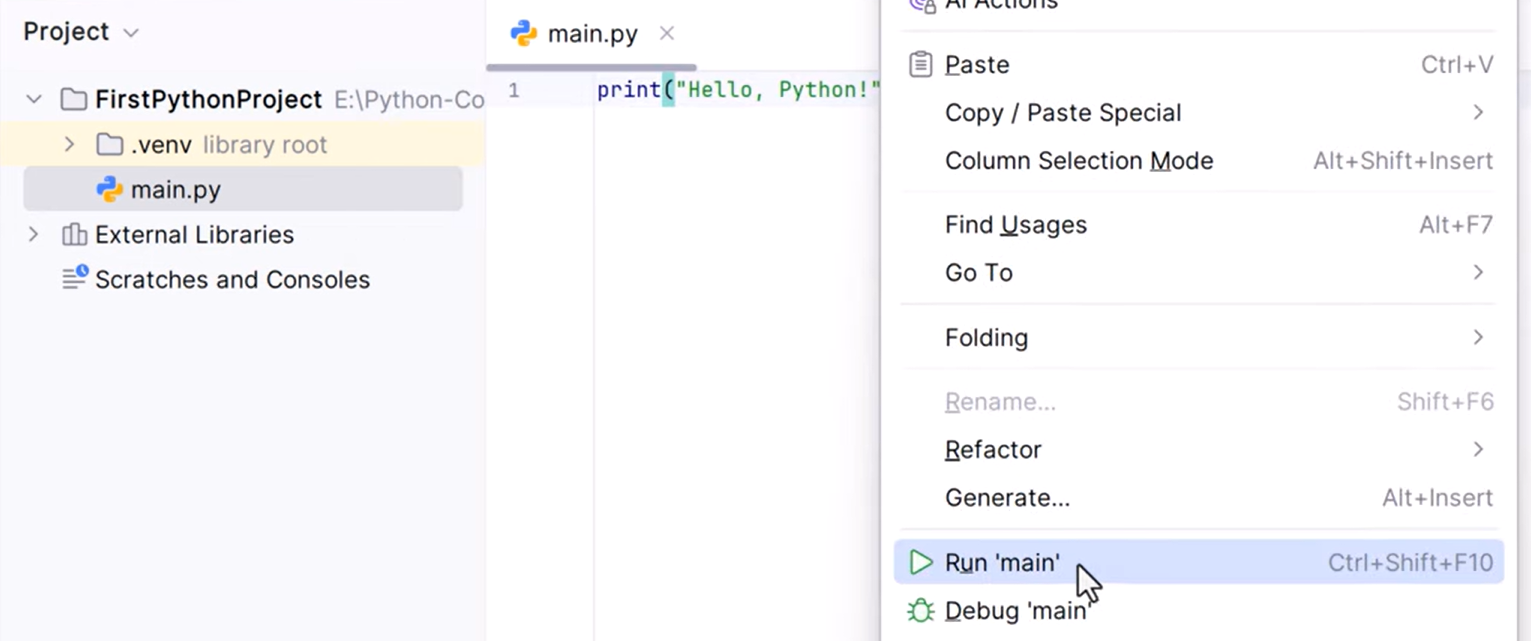 Project
FirstPythonProject E:\Python-Co
.venv library root
main.py
External Libraries
Scratches and Consoles
main.py
1 print("Hello, Python!"
AI Actions
Paste Ctrl+V
Copy / Paste Special
Column Selection Mode Alt+Shift+Insert
Find Usages Alt+F7
Go To
Folding
Rename... Shift+F6
Refactor
Generate... Alt+Insert
Run 'main' Ctrl+Shift+F10
Debug 'main'